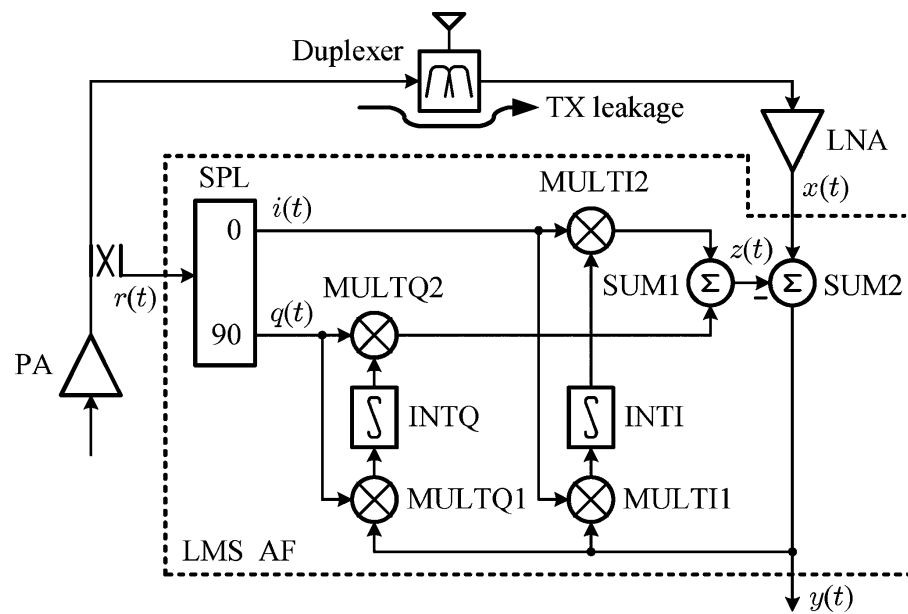 Duplexer
TX leakage
LNA
SPL
MULTI2
x(t)
i(t)
0
z(t)
r(t)
MULTQ2
SUM1
Σ
Σ
SUM2
-
q(t)
90
PA
INTQ
INTI
MULTQ1
MULTI1
LMS AF
y(t)